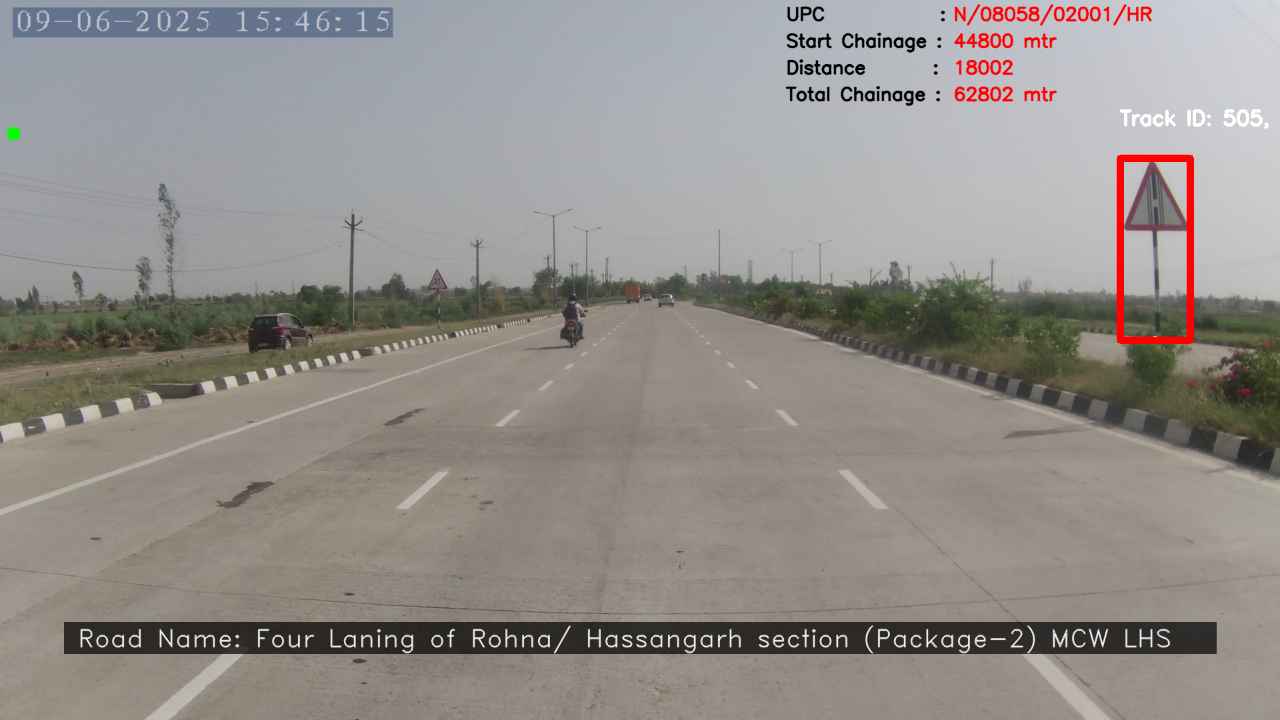 09-06-2025 15:46:15
UPC : N/08058/02001/HR
Start Chainage : 44800 mtr
Distance : 18002
Total Chainage : 62802 mtr
Track ID: 505,
Road Name: Four Laning of Rohna/ Hassangarh section (Package-2) MCW LHS